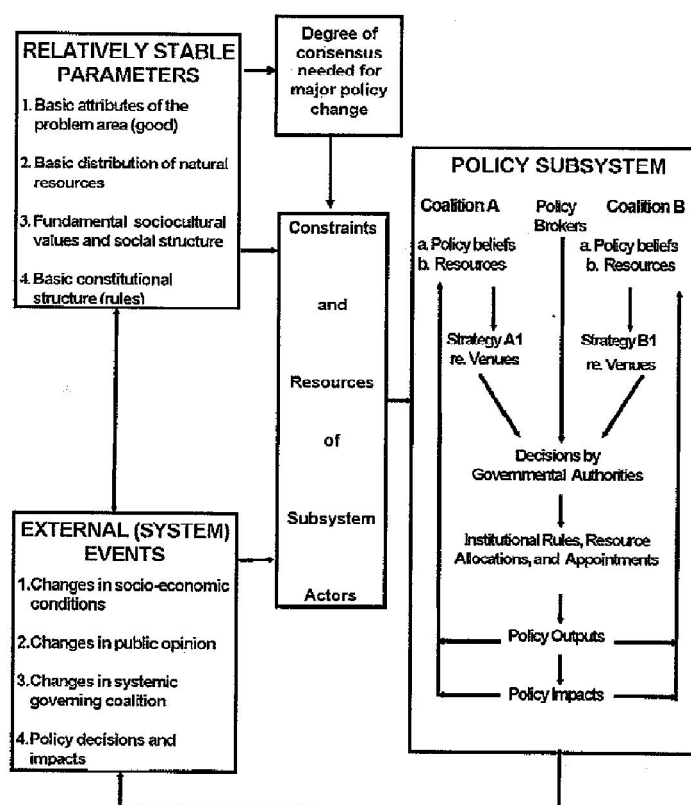 RELATIVELY STABLE
PARAMETERS
1. Basic attributes of the
problem area (good)
2. Basic distribution of natural
resources
3. Fundamental sociocultural
values and social structure
4. Basic constitutional
structure (rules)
Degree of
consensus
needed for
major policy
change
Constraints
and
Resources
of
Subsystem
Actors
EXTERNAL (SYSTEM)
EVENTS
1.Changes in socio-economic
conditions
2.Changes in public opinion
3.Changes in systemic
governing coalition
4.Policy decisions and
impacts
POLICY SUBSYSTEM
Coalition A
a. Policy beliefs
b. Resources
Policy
Brokers
Coalition B
a. Policy beliefs
b. Resources
Strategy A1
re. Venues
Strategy B1
re. Venues
Decisions by
Governmental Authorities
Institutional Rules, Resource
Allocations, and Appointments
Policy Outputs
Policy Impacts